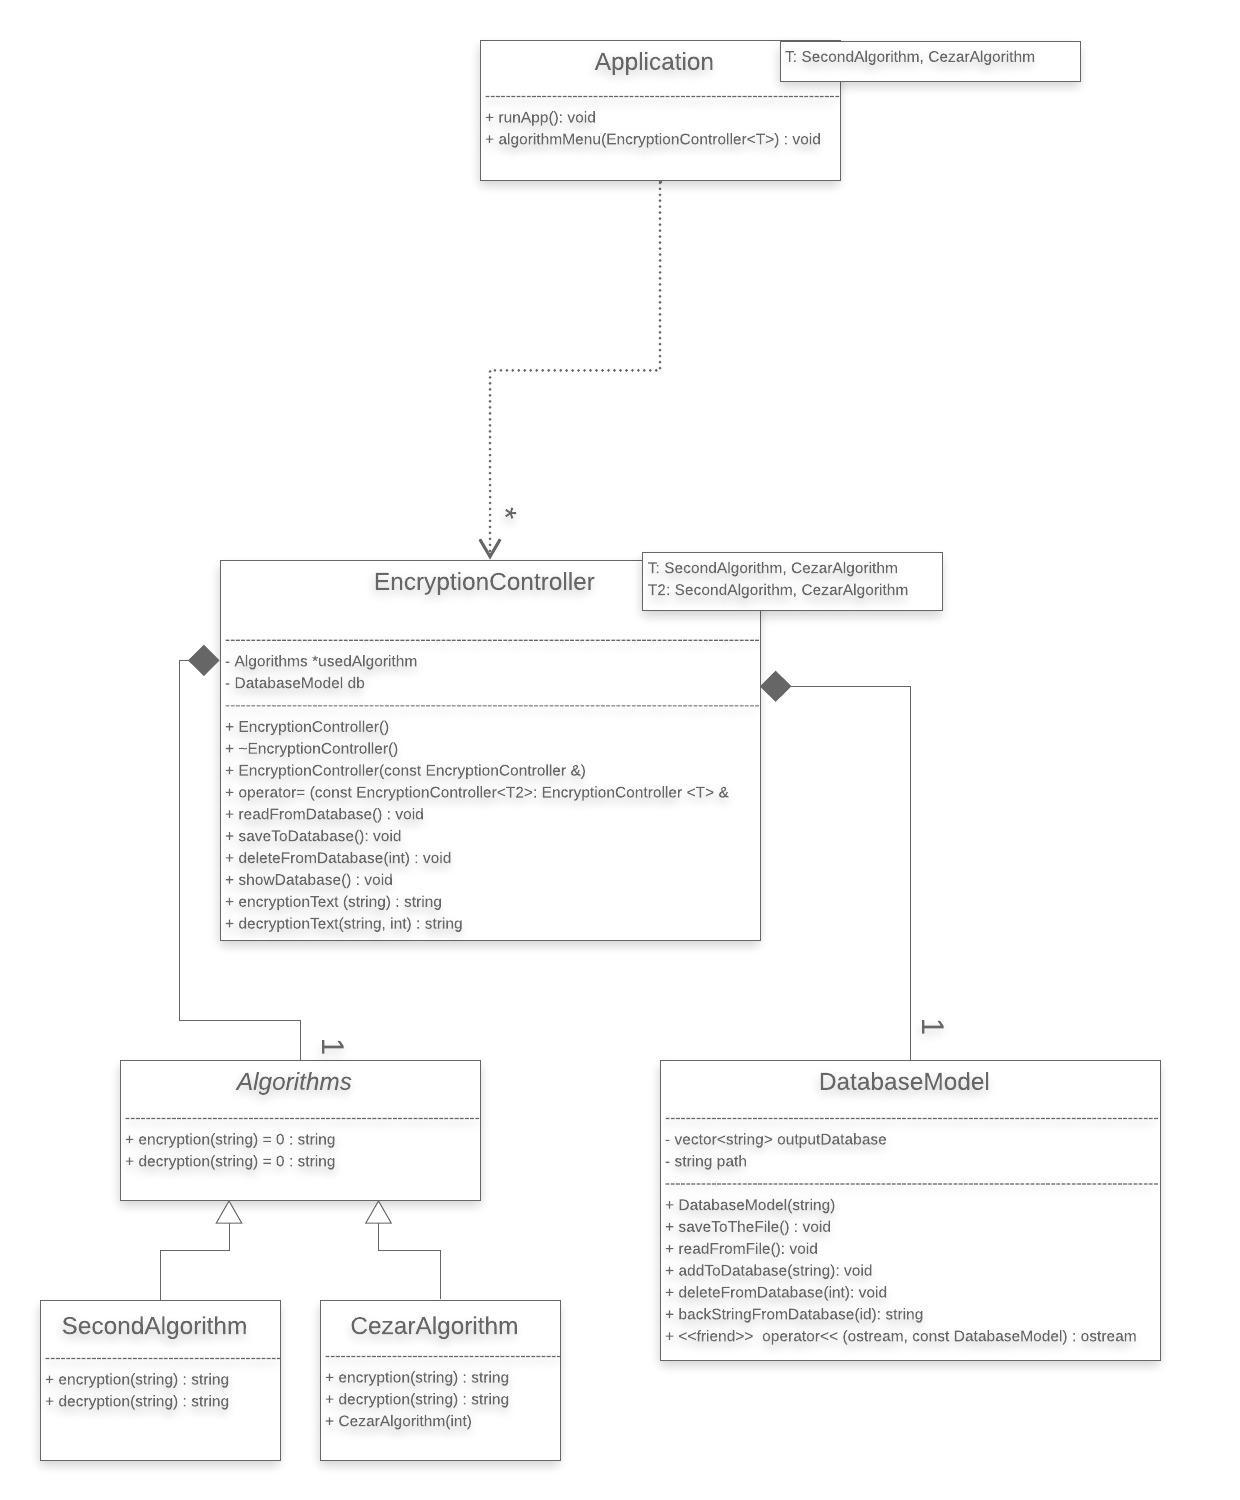 Application
T: SecondAlgorithm, CezarAlgorithm
+ runApp(): void
+ algorithmMenu(EncryptionController<T>) : void
*
EncryptionController
T: SecondAlgorithm, CezarAlgorithm
T2: SecondAlgorithm, CezarAlgorithm
- Algorithms *usedAlgorithm
- DatabaseModel db
+ EncryptionController()
+ ~EncryptionController()
+ EncryptionController(const EncryptionController &)
+ operator= (const EncryptionController<T2>: EncryptionController <T> &
+ readFromDatabase() : void
+ saveToDatabase(): void
+ deleteFromDatabase(int) : void
+ showDatabase() : void
+ encryptionText (string) : string
+ decryptionText(string, int) : string
1
1
Algorithms
+ encryption(string) = 0 : string
+ decryption(string) = 0 : string
DatabaseModel
- vector<string> outputDatabase
- string path
+ DatabaseModel(string)
+ saveToTheFile() : void
+ readFromFile(): void
+ addToDatabase(string): void
+ deleteFromDatabase(int): void
+ backStringFromDatabase(id): string
+ <<friend>>  operator<< (ostream, const DatabaseModel) : ostream
SecondAlgorithm
+ encryption(string) : string
+ decryption(string) : string
CezarAlgorithm
+ encryption(string) : string
+ decryption(string) : string
+ CezarAlgorithm(int)